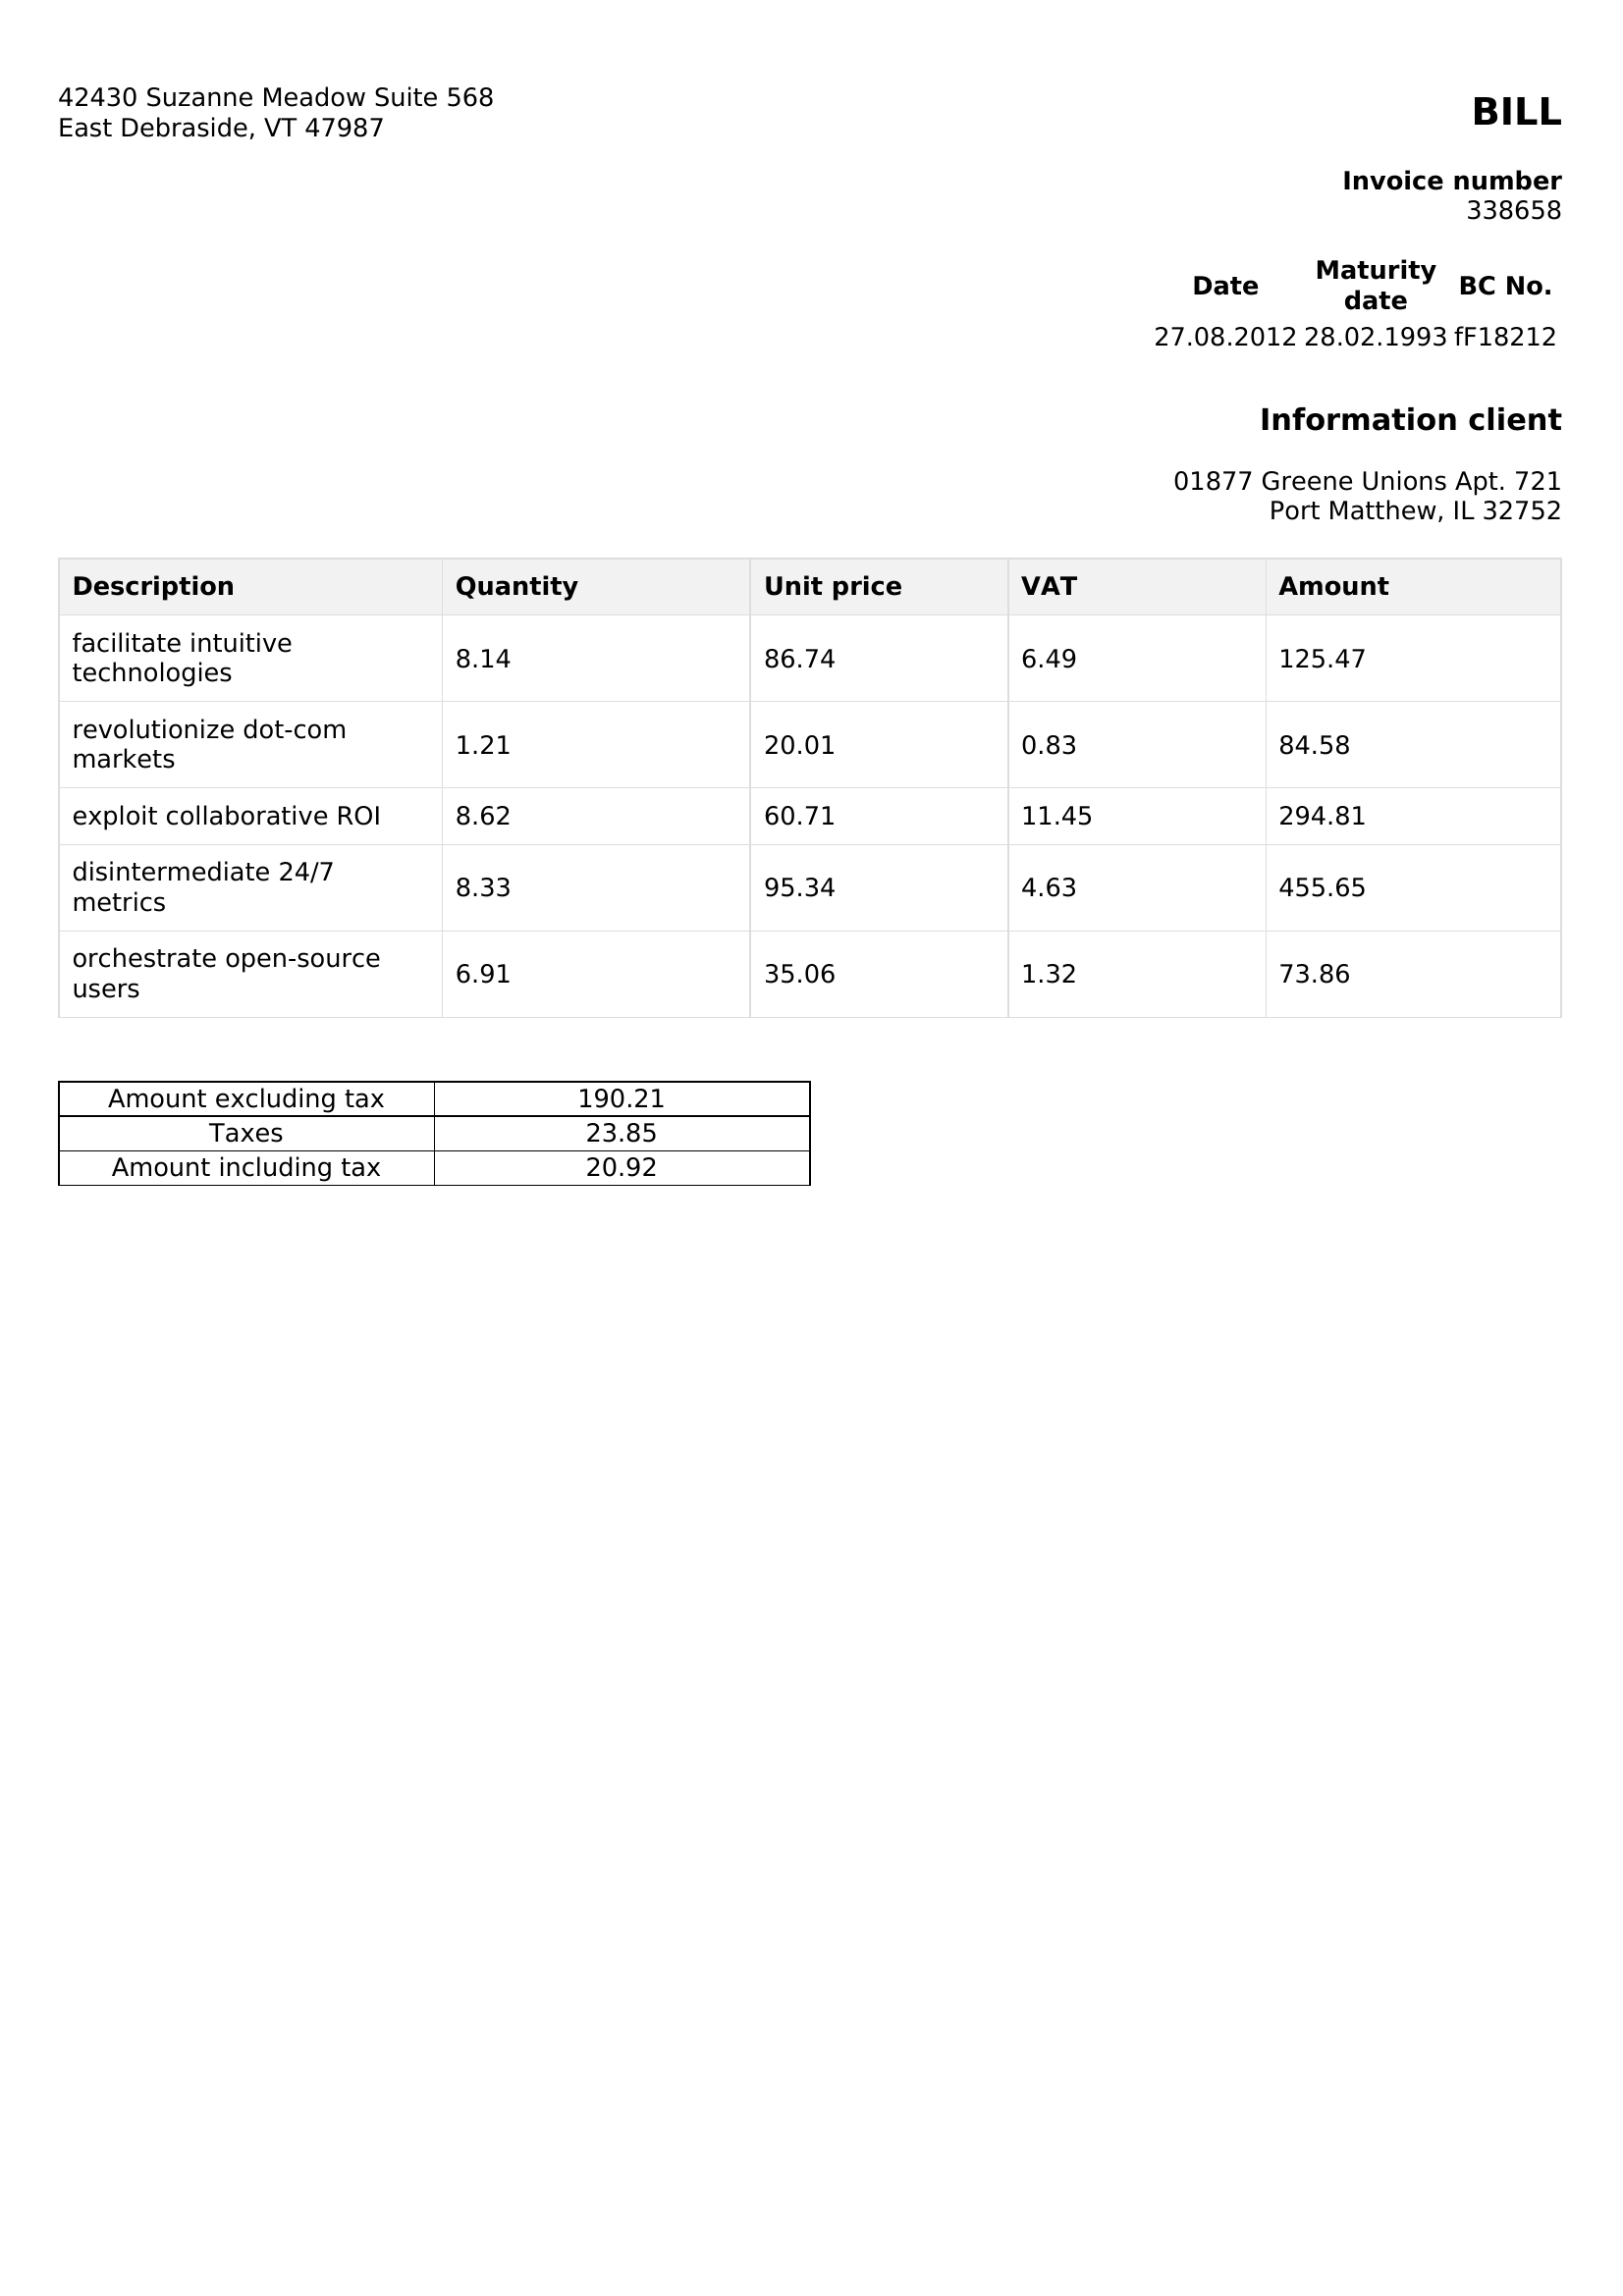 42430 Suzanne Meadow Suite 568
East Debraside, VT 47987
BILL
Invoice number
338658
Date Maturity date BC No.
27.08.2012 28.02.1993 fF18212
Information client
01877 Greene Unions Apt. 721
Port Matthew, IL 32752
Description Quantity Unit price VAT Amount
facilitate intuitive
technologies 8.14 86.74 6.49 125.47
revolutionize dot-com
markets 1.21 20.01 0.83 84.58
exploit collaborative ROI 8.62 60.71 11.45 294.81
disintermediate 24/7
metrics 8.33 95.34 4.63 455.65
orchestrate open-source
users 6.91 35.06 1.32 73.86
Amount excluding tax 190.21
Taxes 23.85
Amount including tax 20.92